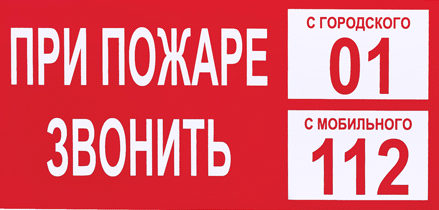 ПРИ ПОЖАРЕ
ЗВОНИТЬ
С ГОРОДСКОГО
01
С МОБИЛЬНОГО
112